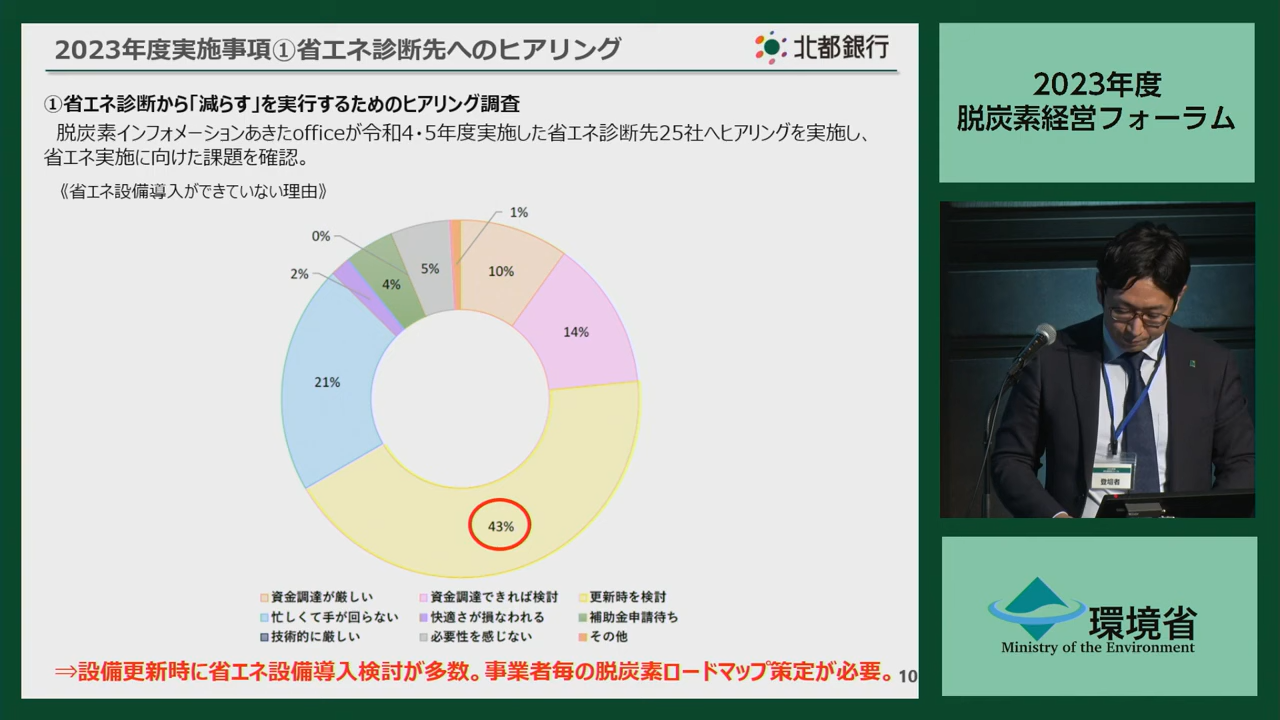 2023年度実施事項①省エネ診断先へのヒアリング
北都銀行
①省エネ診断から「減らす」を実行するためのヒアリング調査
脱炭素インフォメーションあきたofficeが令和4・5年度実施した省エネ診断先25社へヒアリングを実施し、
省エネ実施に向けた課題を確認。
《省エネ設備導入ができていない理由》
1%
0%
5%
10%
2%
4%
14%
21%
43%
資金調達が厳しい 資金調達できれば検討 更新時を検討
忙しくて手が回らない 快適さが損なわれる 補助金申請待ち
技術的に厳しい 必要性を感じない その他
⇒設備更新時に省エネ設備導入検討が多数。事業者毎の脱炭素ロードマップ策定が必要。
10
2023年度
脱炭素経営フォーラム
登壇者
環境省
Ministry of the Environment